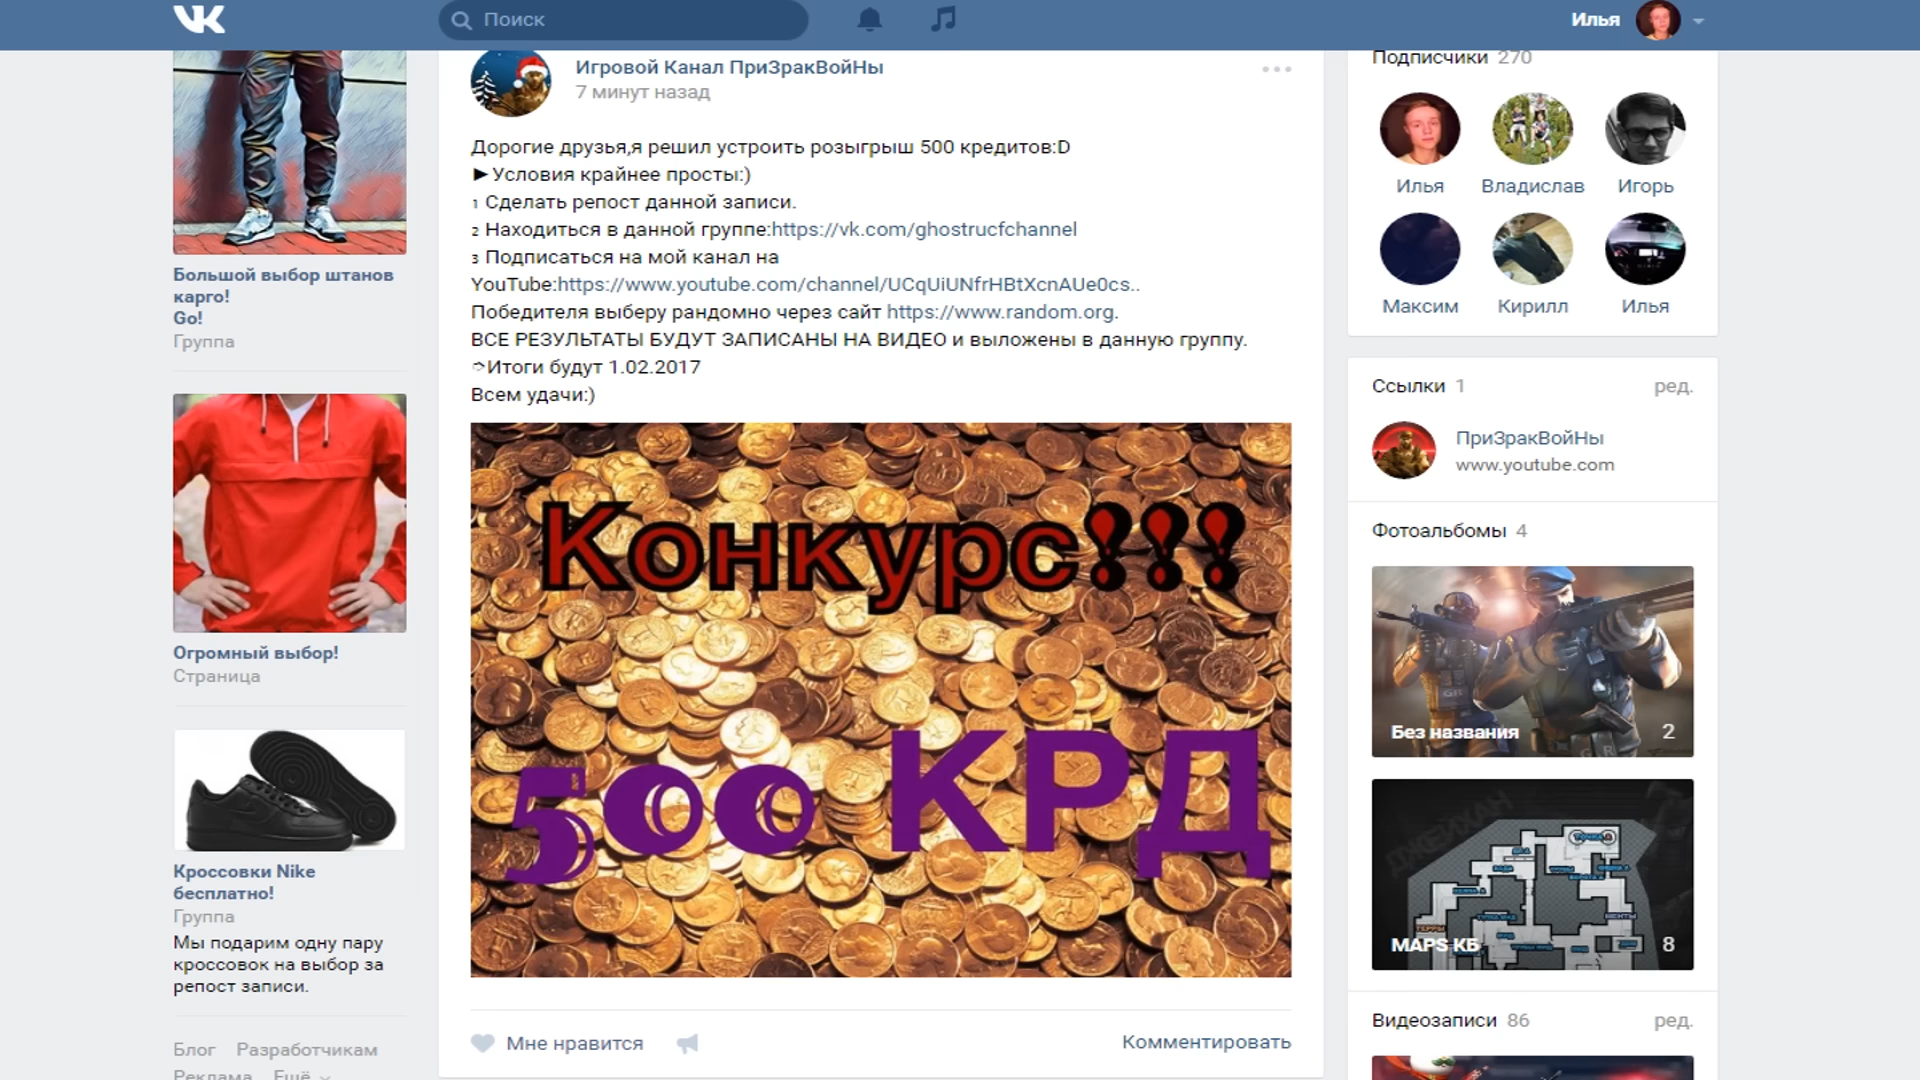 VK
Поиск
Илья
Большой выбор штанов
карго!
Go!
Группа
Огромный выбор!
Страница
Кроссовки Nike
бесплатно!
Группа
Мы подарим одну пару
кроссовок на выбор за
репост записи.
Блог Разработчикам
Реклама Ещё
Игровой Канал ПриЗракВойНы
7 минут назад
Дорогие друзья,я решил устроить розыгрыш 500 кредитов:D
►Условия крайнее просты:)
1 Сделать репост данной записи.
2 Находиться в данной группе:https://vk.com/ghostrucfchannel
3 Подписаться на мой канал на
YouTube:https://www.youtube.com/channel/UCqUiUNfrHBtXcnAUe0cs..
Победителя выберу рандомно через сайт https://www.random.org.
ВСЕ РЕЗУЛЬТАТЫ БУДУТ ЗАПИСАНЫ НА ВИДЕО и выложены в данную группу.
➩Итоги будут 1.02.2017
Всем удачи:)
Конкурс!!!
500 КРД
Мне нравится
Комментировать
Подписчики 270
Илья Владислав Игорь
Максим Кирилл Илья
Ссылки 1 ред.
ПриЗракВойНы
www.youtube.com
Фотоальбомы 4
Без названия 2
MAPS КБ 8
Видеозаписи 86 ред.